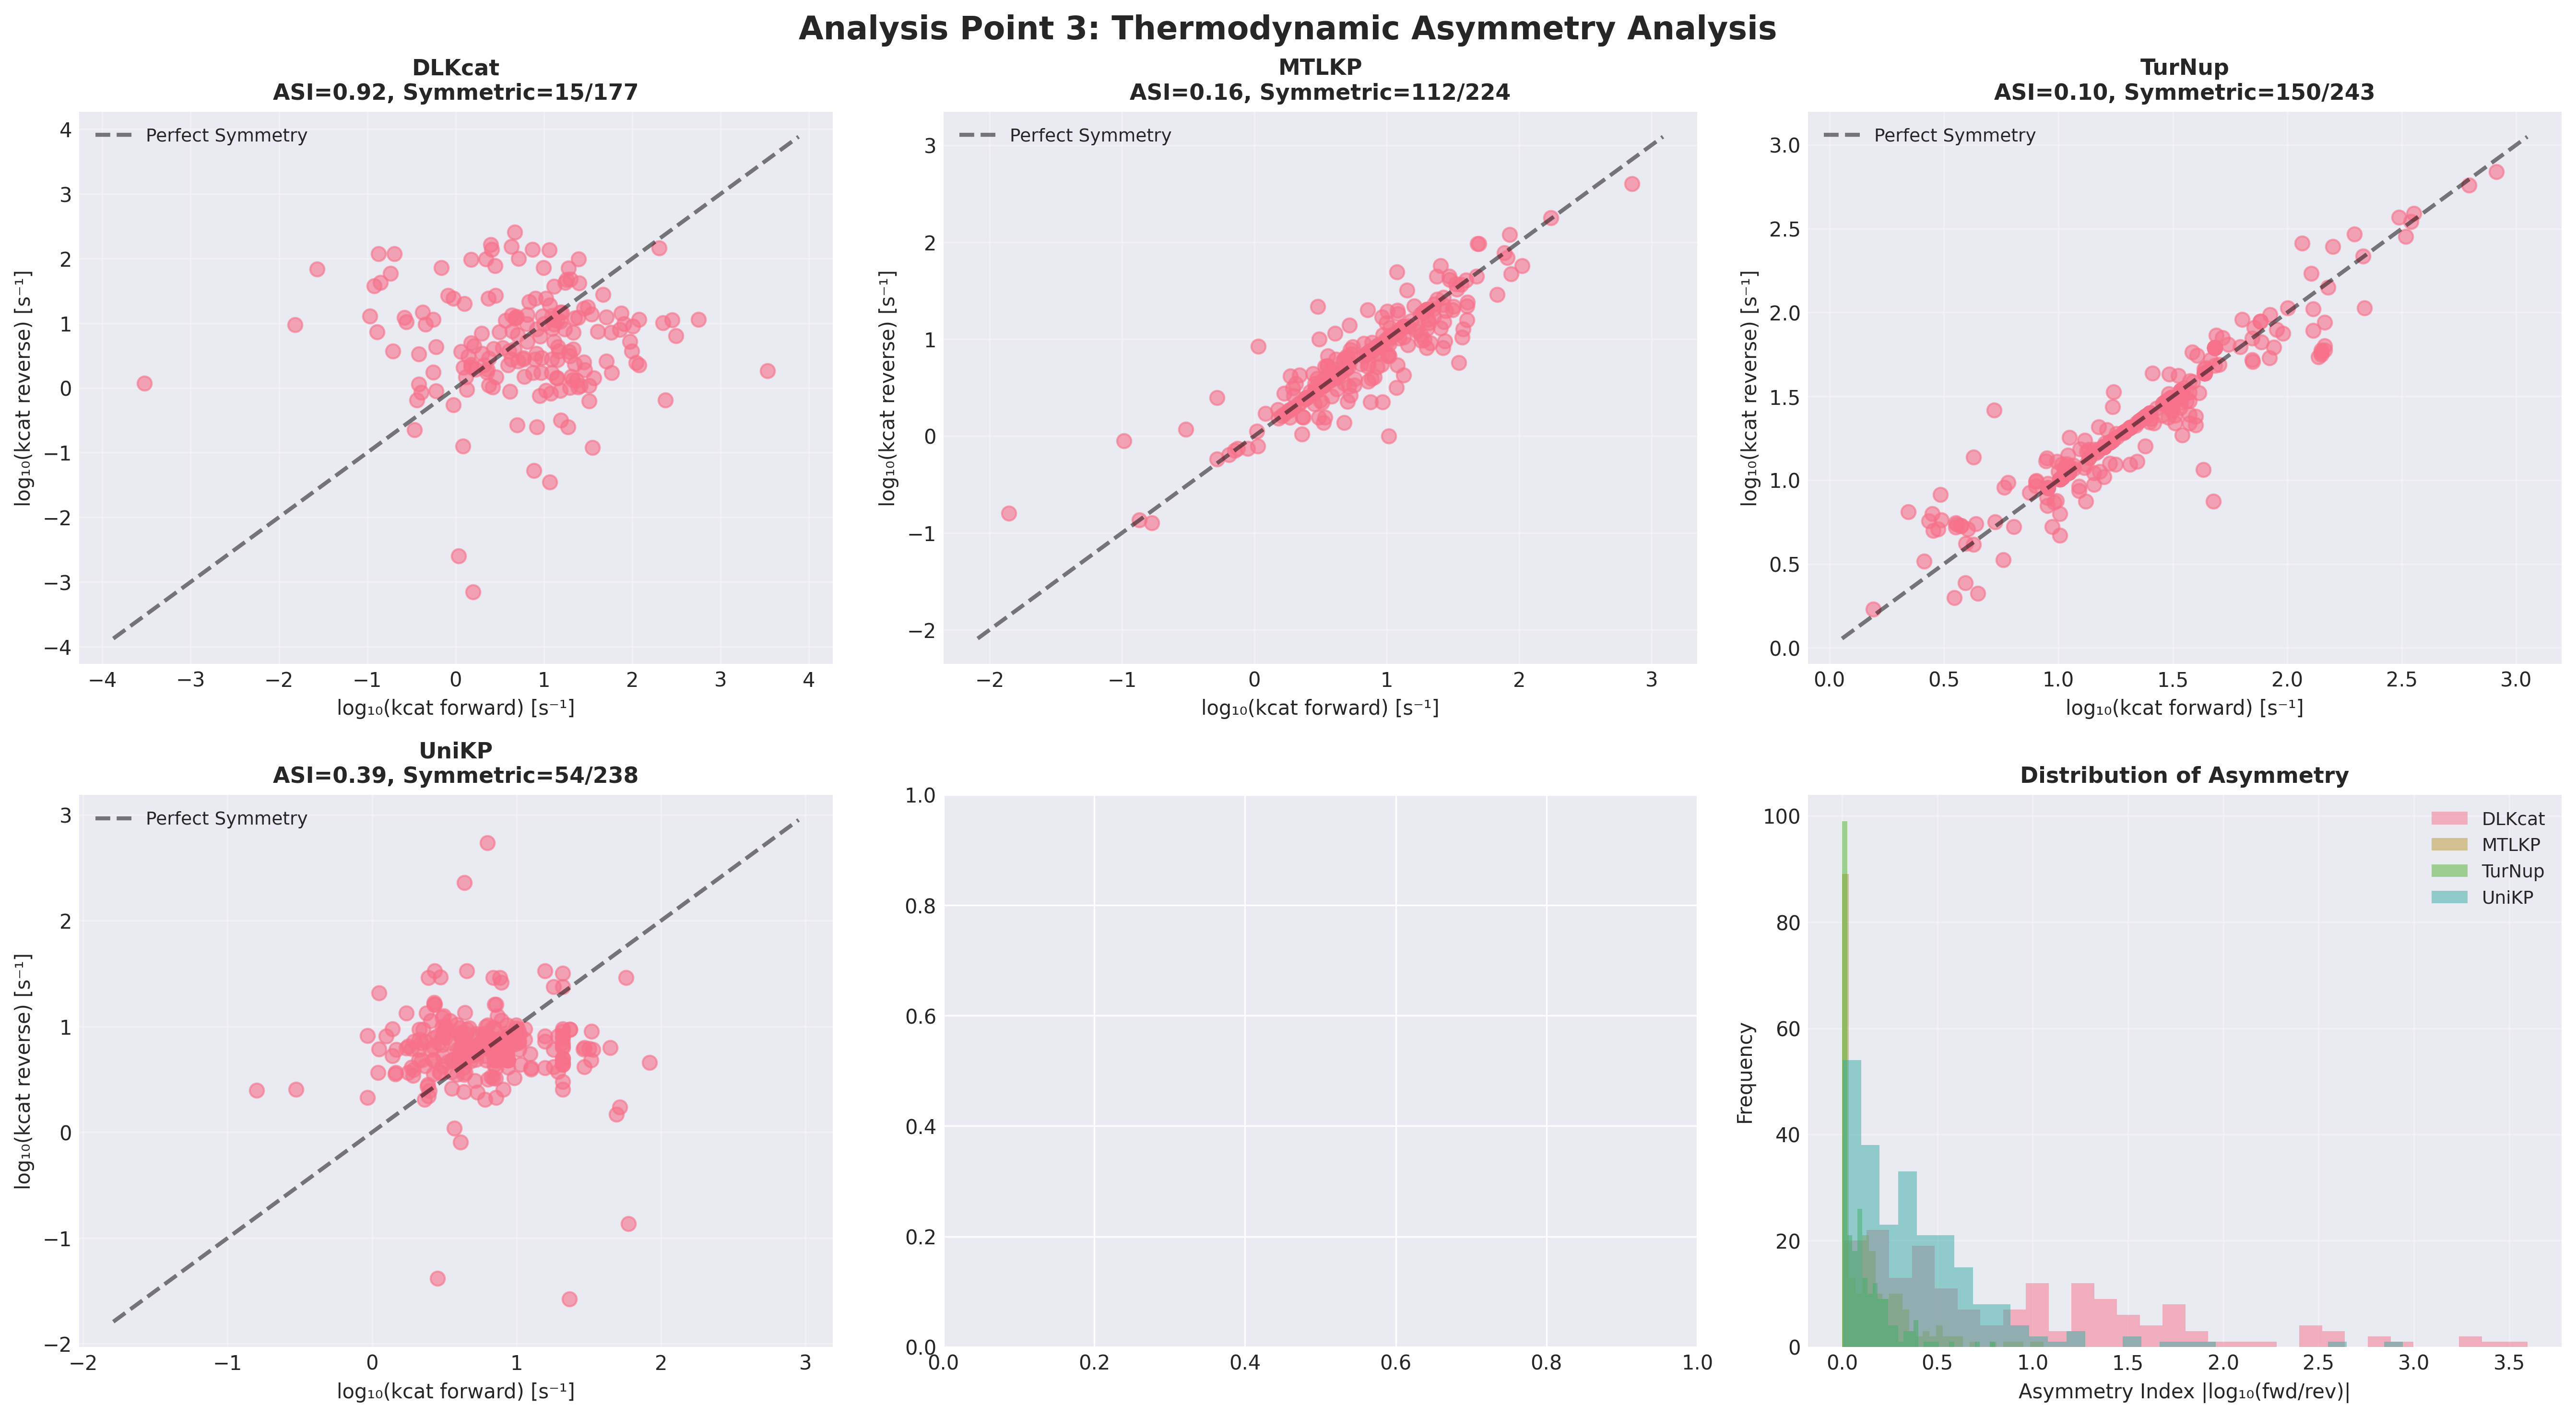 Analysis Point 3: Thermodynamic Asymmetry Analysis
DLKcat
ASI=0.92, Symmetric=15/177
Perfect Symmetry
4
3
2
1
0
−1
−2
−3
−4
log₁₀(kcat reverse) [s⁻¹]
−4 −3 −2 −1 0 1 2 3 4
log₁₀(kcat forward) [s⁻¹]
MTLKP
ASI=0.16, Symmetric=112/224
Perfect Symmetry
3
2
1
0
−1
−2
log₁₀(kcat reverse) [s⁻¹]
−2 −1 0 1 2 3
log₁₀(kcat forward) [s⁻¹]
TurNup
ASI=0.10, Symmetric=150/243
Perfect Symmetry
3.0
2.5
2.0
1.5
1.0
0.5
0.0
log₁₀(kcat reverse) [s⁻¹]
0.0 0.5 1.0 1.5 2.0 2.5 3.0
log₁₀(kcat forward) [s⁻¹]
UniKP
ASI=0.39, Symmetric=54/238
Perfect Symmetry
3
2
1
0
−1
−2
log₁₀(kcat reverse) [s⁻¹]
−2 −1 0 1 2 3
log₁₀(kcat forward) [s⁻¹]
1.0
0.8
0.6
0.4
0.2
0.0
0.0 0.2 0.4 0.6 0.8 1.0
Distribution of Asymmetry
DLKcat
MTLKP
TurNup
UniKP
100
80
60
40
20
0
Frequency
0.0 0.5 1.0 1.5 2.0 2.5 3.0 3.5
Asymmetry Index |log₁₀(fwd/rev)|